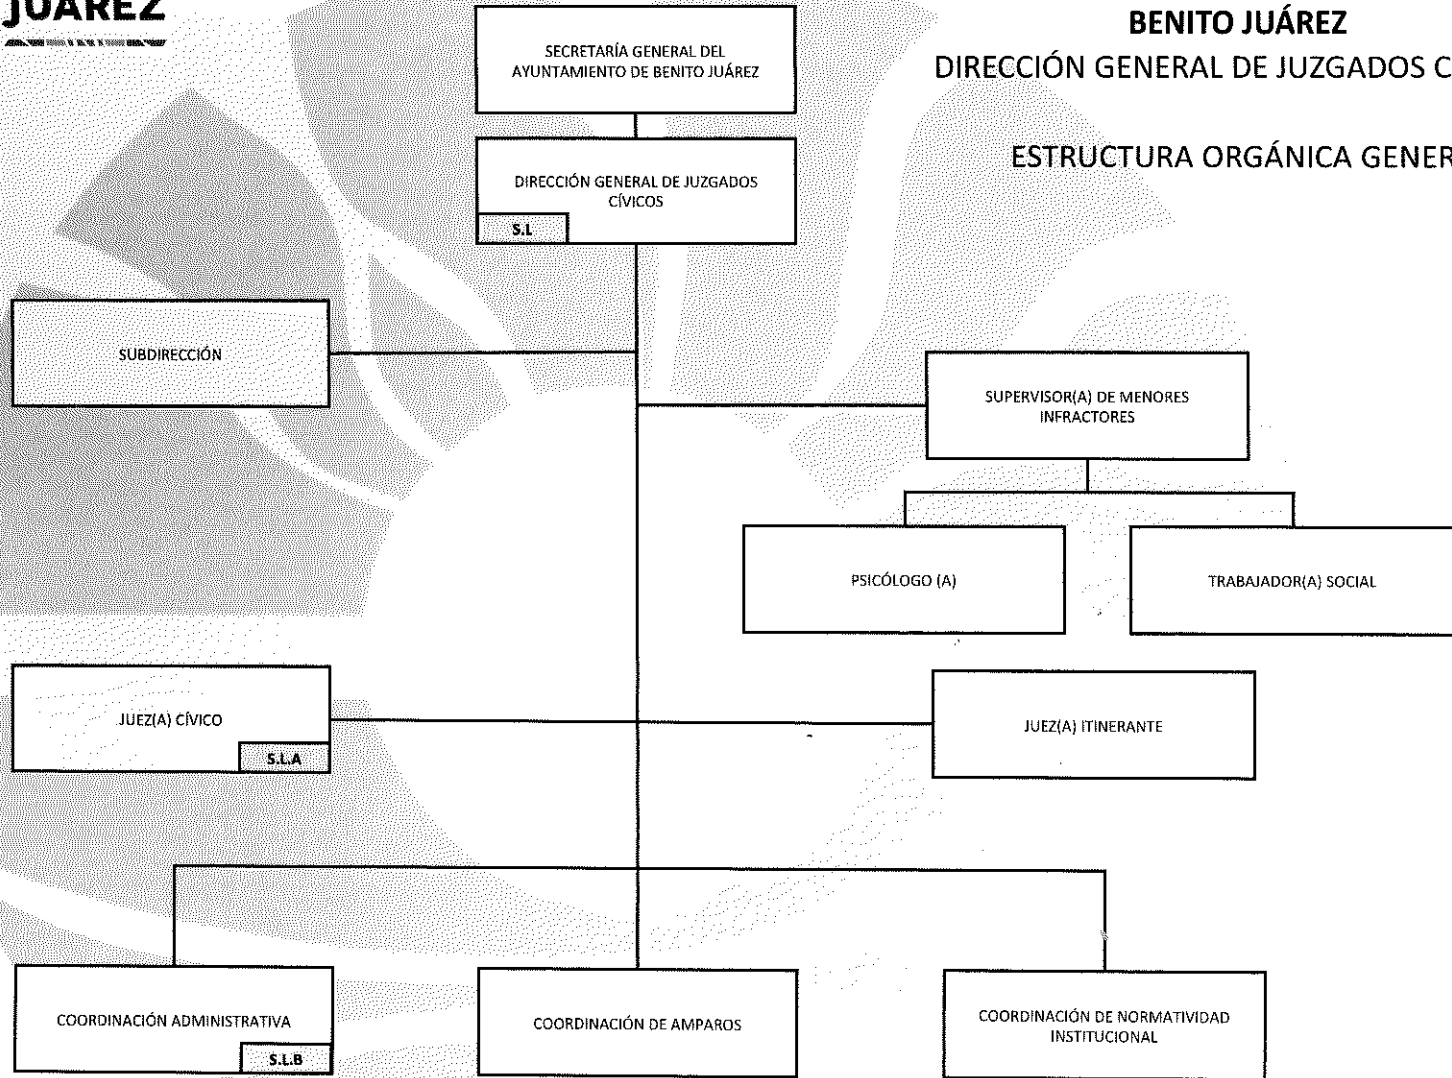 JUÁREZ
BENITO JUÁREZ
DIRECCIÓN GENERAL DE JUZGADOS C
ESTRUCTURA ORGÁNICA GENER
SECRETARÍA GENERAL DEL
AYUNTAMIENTO DE BENITO JUÁREZ
DIRECCIÓN GENERAL DE JUZGADOS
CÍVICOS
S.L
SUBDIRECCIÓN
SUPERVISOR(A) DE MENORES
INFRACTORES
PSICÓLOGO (A)
TRABAJADOR(A) SOCIAL
JUEZ(A) CÍVICO
S.L.A
JUEZ(A) ITINERANTE
COORDINACIÓN ADMINISTRATIVA
S.L.B
COORDINACIÓN DE AMPAROS
COORDINACIÓN DE NORMATIVIDAD
INSTITUCIONAL